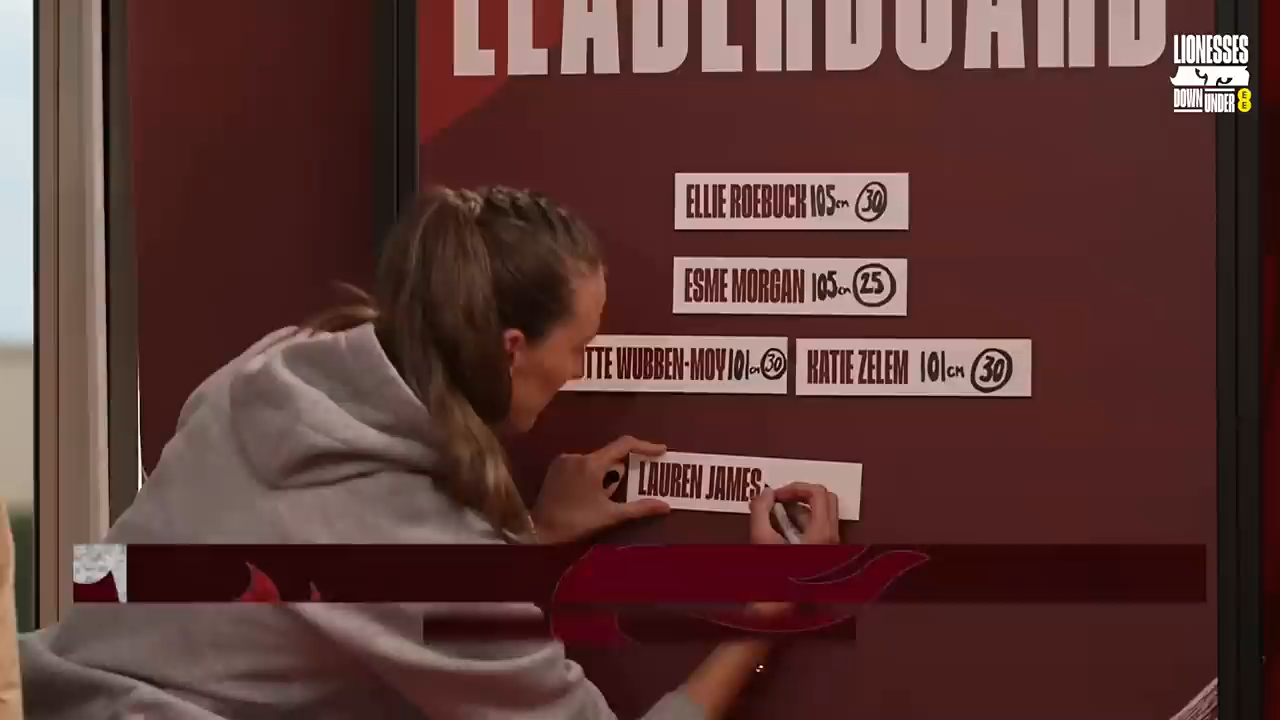 LEADERBOARD
LIONESSES
DOWN UNDER EE
ELLIE ROEBUCK 105cm 30
ESME MORGAN 105cm 25
OTTE WUBBEN-MOY 101cm 30
KATIE ZELEM 101cm 30
LAUREN JAMES